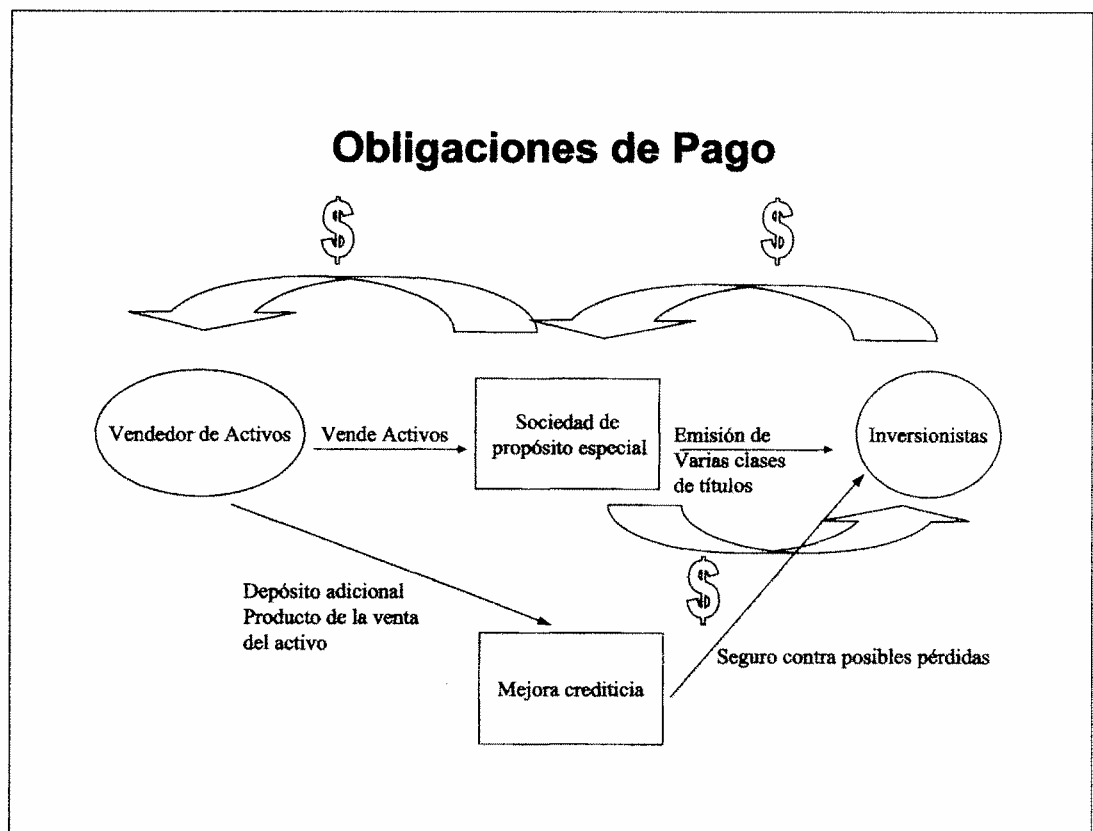 Obligaciones de Pago
$
$
Vendedor de Activos
Vende Activos
Sociedad de
propósito especial
Emisión de
Varias clases
de títulos
Inversionistas
$
Depósito adicional
Producto de la venta
del activo
Mejora crediticia
Seguro contra posibles pérdidas